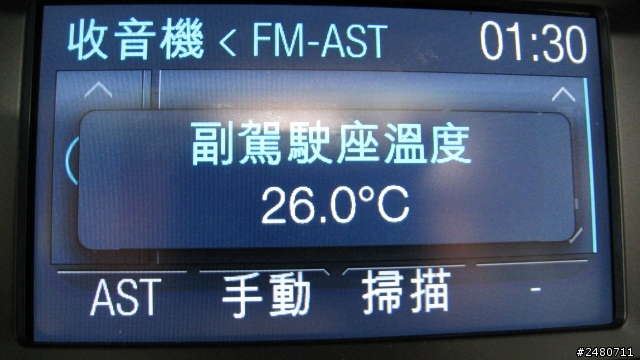 收音機 < FM-AST 01:30
副駕駛座溫度
26.0°C
AST 手動 掃描 -
#2480711